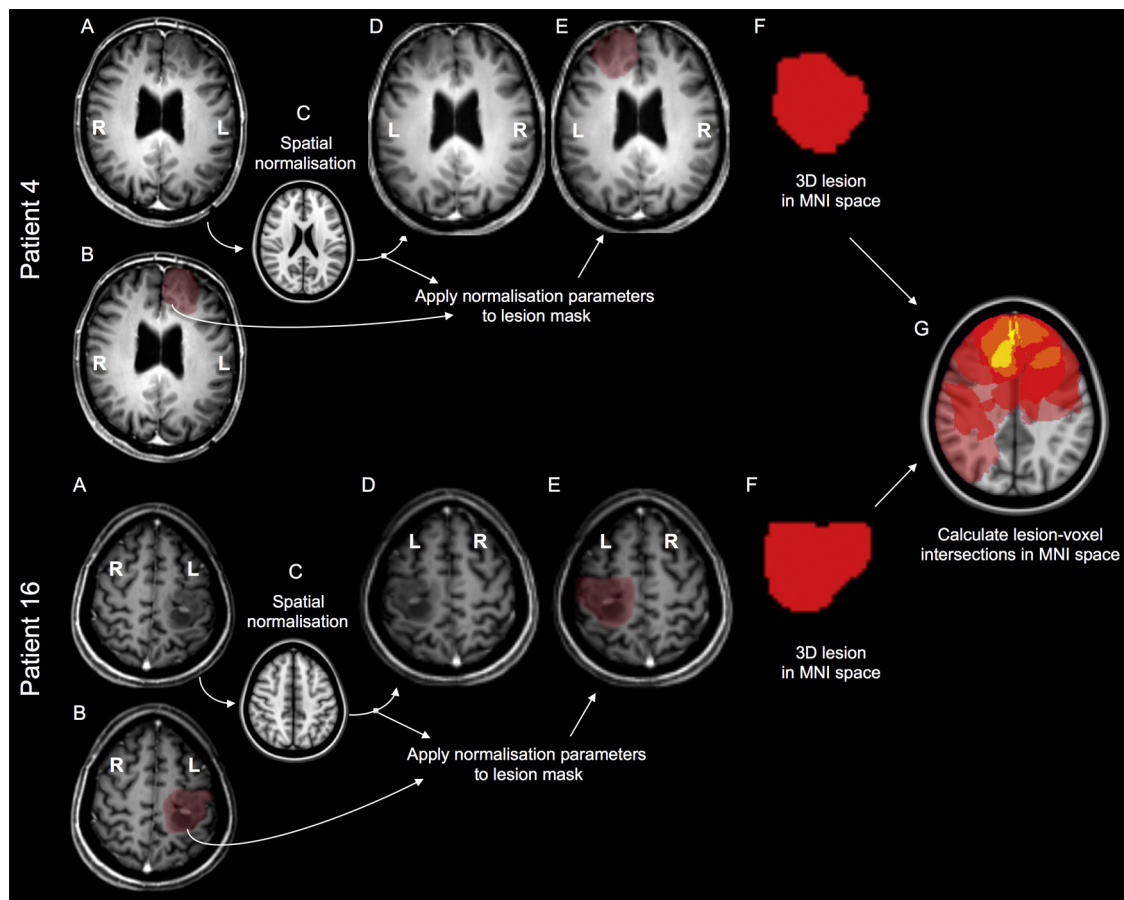 Patient 4
A
R
L
B
R
L
C
Spatial
normalisation
D
L
R
E
L
R
Apply normalisation parameters
to lesion mask
F
3D lesion
in MNI space
G
Calculate lesion-voxel
intersections in MNI space
Patient 16
A
R
L
B
R
L
C
Spatial
normalisation
D
L
R
E
L
R
Apply normalisation parameters
to lesion mask
F
3D lesion
in MNI space